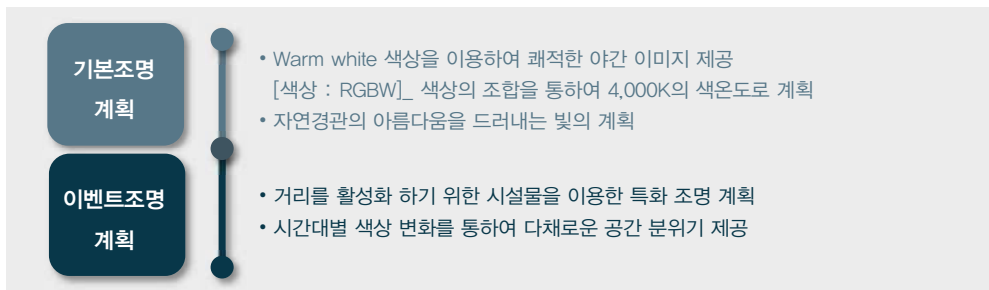 기본조명
계획
• Warm white 색상을 이용하여 쾌적한 야간 이미지 제공
[색상 : RGBW]_ 색상의 조합을 통하여 4,000K의 색온도로 계획
• 자연경관의 아름다움을 드러내는 빛의 계획
이벤트조명
계획
• 거리를 활성화 하기 위한 시설물을 이용한 특화 조명 계획
• 시간대별 색상 변화를 통하여 다채로운 공간 분위기 제공